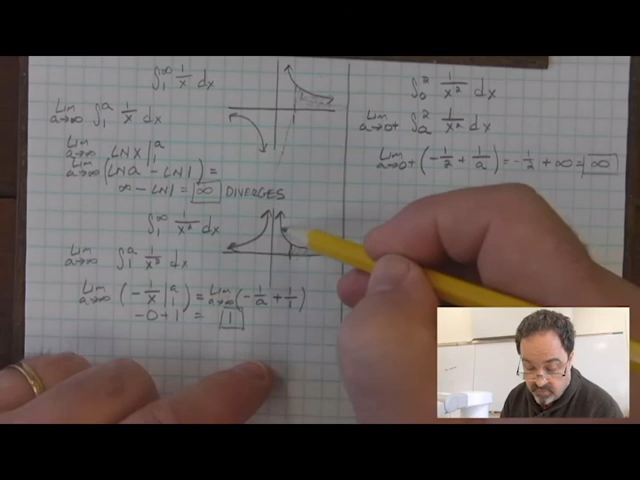 ∫₁^∞ 1/x dx
Lim a→∞ ∫₁^a 1/x dx
Lim a→∞ LNX |₁^a
Lim a→∞ (LNa - LN1) =
∞ - LN1 = ∞ DIVERGES
∫₁^∞ 1/x² dx
Lim a→∞ ∫₁^a 1/x² dx
Lim a→∞ (-1/x |₁^a) = Lim a→∞ (-1/a + 1/1)
-0+1 = 1
∫₀² 1/x² dx
Lim a→0+ ∫ₐ² 1/x² dx
Lim a→0+ (-1/2 + 1/a) = -1/2 + ∞ = ∞